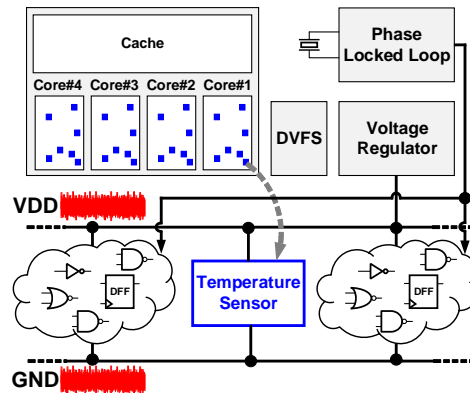 Cache
Phase
Locked Loop
Core#4 Core#3 Core#2 Core#1
DVFS
Voltage
Regulator
VDD
DFF
Temperature
Sensor
DFF
GND